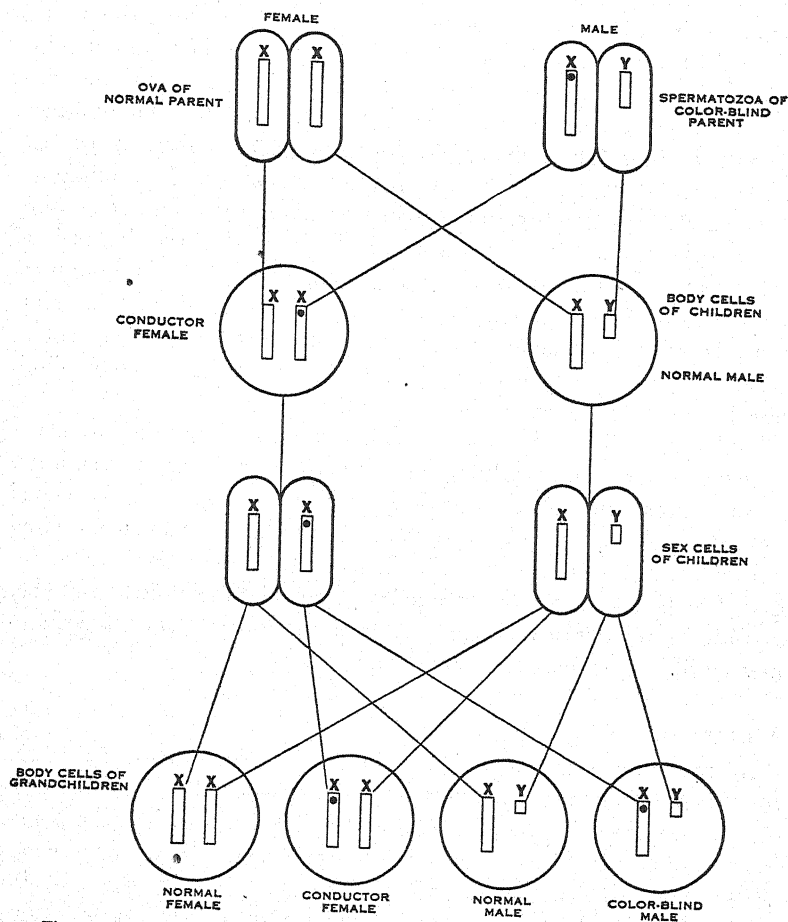 FEMALE
MALE
X X
X Y
OVA OF
NORMAL PARENT
SPERMATOZOA OF
COLOR-BLIND
PARENT
X X
X Y
CONDUCTOR
FEMALE
BODY CELLS
OF CHILDREN
NORMAL MALE
X X
X Y
SEX CELLS
OF CHILDREN
BODY CELLS OF
GRANDCHILDREN
X X
X X
X Y
X Y
NORMAL
FEMALE
CONDUCTOR
FEMALE
NORMAL
MALE
COLOR-BLIND
MALE